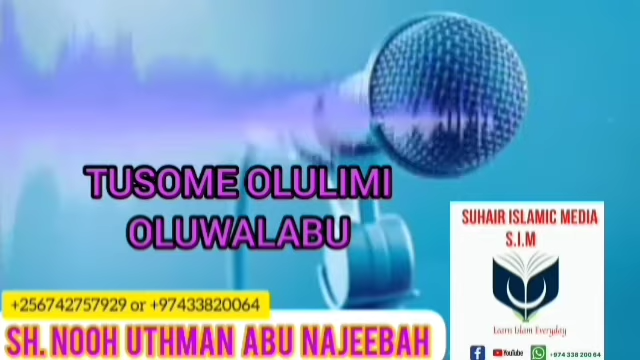 TUSOME OLULIMI
OLUWALABU
SUHAIR ISLAMIC MEDIA
S.I.M
Learn Islam Everyday
YouTube
+974 338 200 64
+256742757929 or +97433820064
SH. NOOH UTHMAN ABU NAJEEBAH